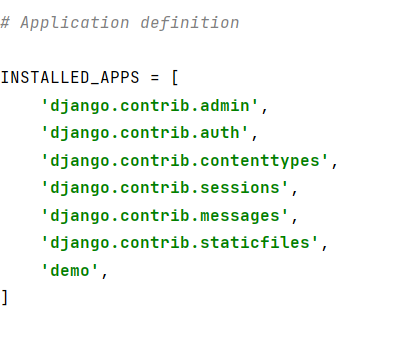 # Application definition
INSTALLED_APPS = [
    'django.contrib.admin',
    'django.contrib.auth',
    'django.contrib.contenttypes',
    'django.contrib.sessions',
    'django.contrib.messages',
    'django.contrib.staticfiles',
    'demo',
]